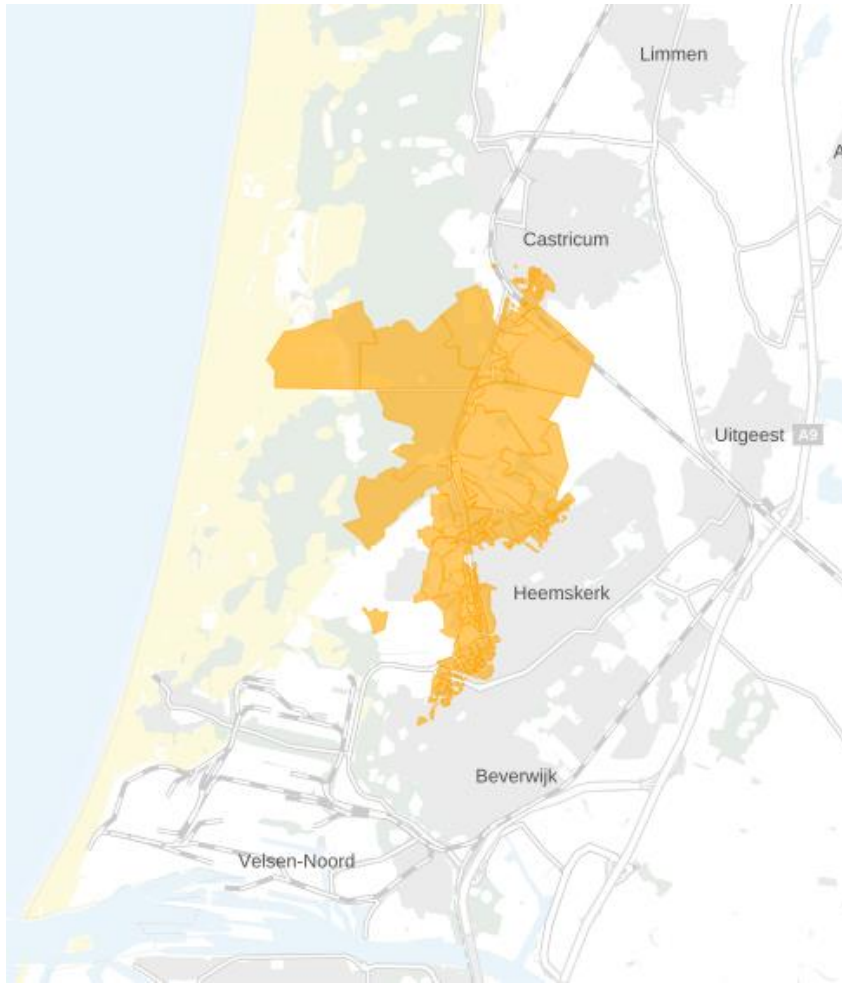 Limmen
A
Castricum
Uitgeest
A9
Heemskerk
Beverwijk
Velsen-Noord